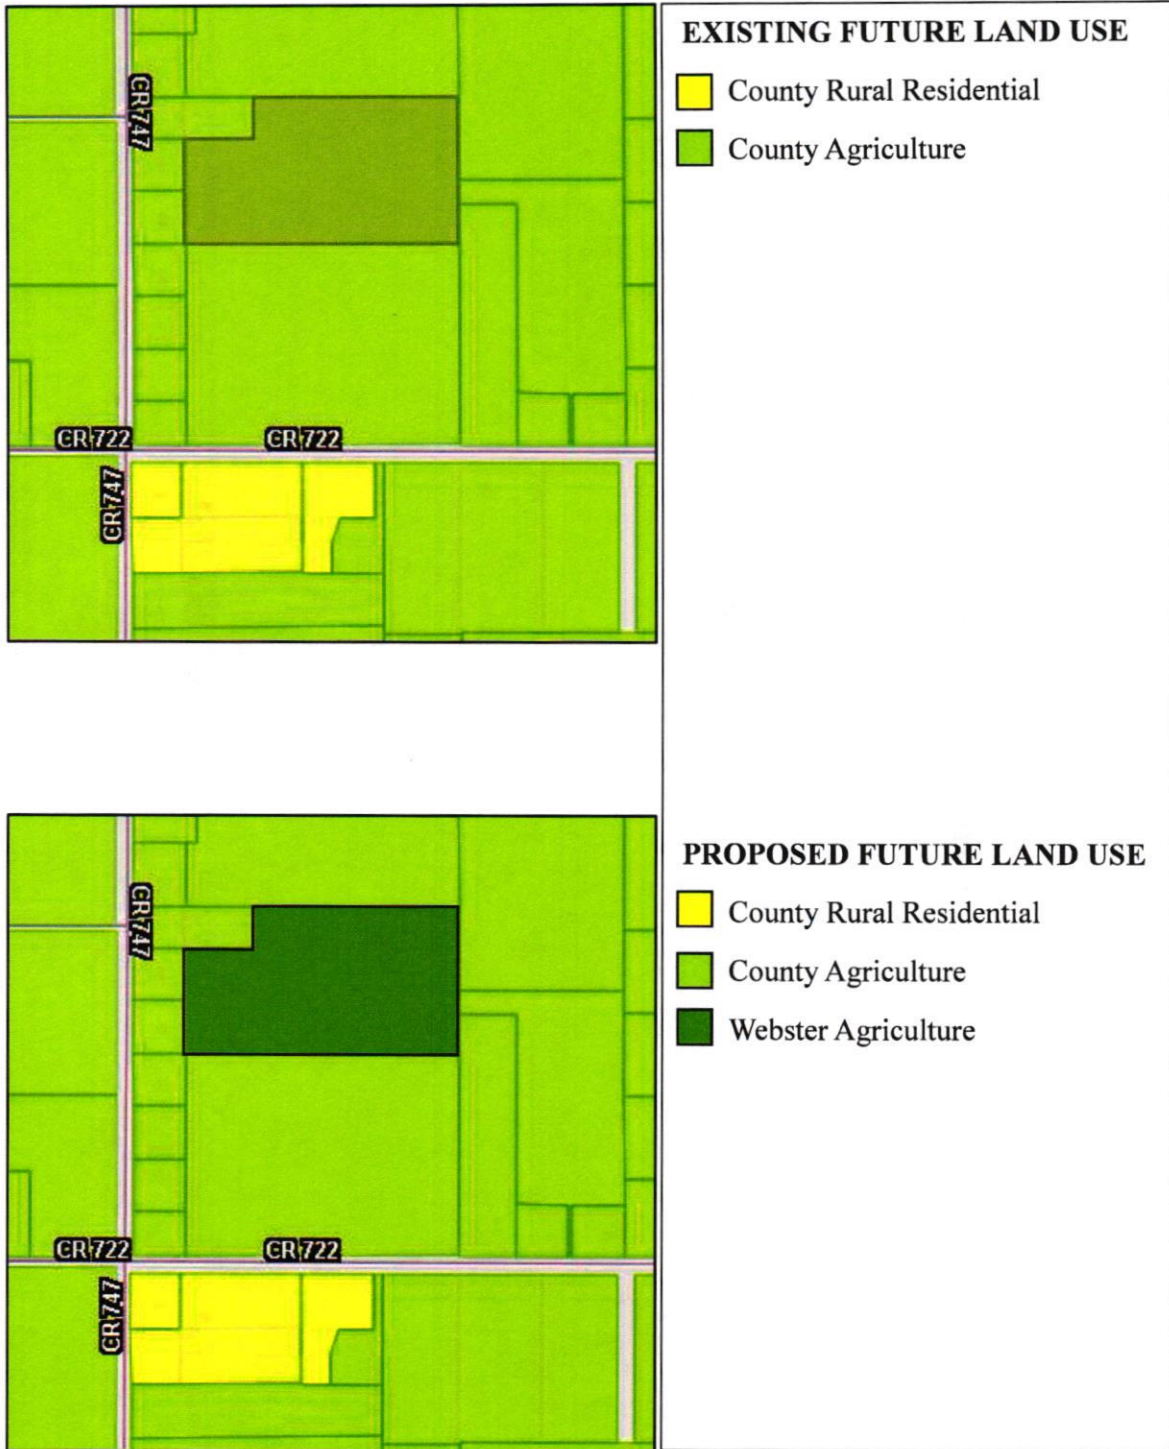 EXISTING FUTURE LAND USE
County Rural Residential
County Agriculture
CR 747
CR 722
CR 722
CR 747
PROPOSED FUTURE LAND USE
County Rural Residential
County Agriculture
Webster Agriculture
CR 747
CR 722
CR 722
CR 747